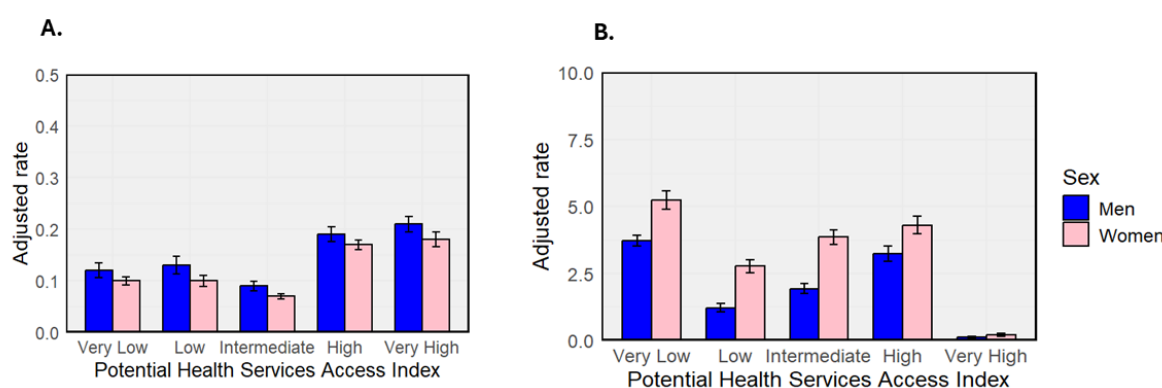 A.
0.5
0.4
0.3
0.2
0.1
0.0
Adjusted rate
Very Low Low Intermediate High Very High
Potential Health Services Access Index
B.
10.0
7.5
5.0
2.5
0.0
Adjusted rate
Very Low Low Intermediate High Very High
Potential Health Services Access Index
Sex
Men
Women